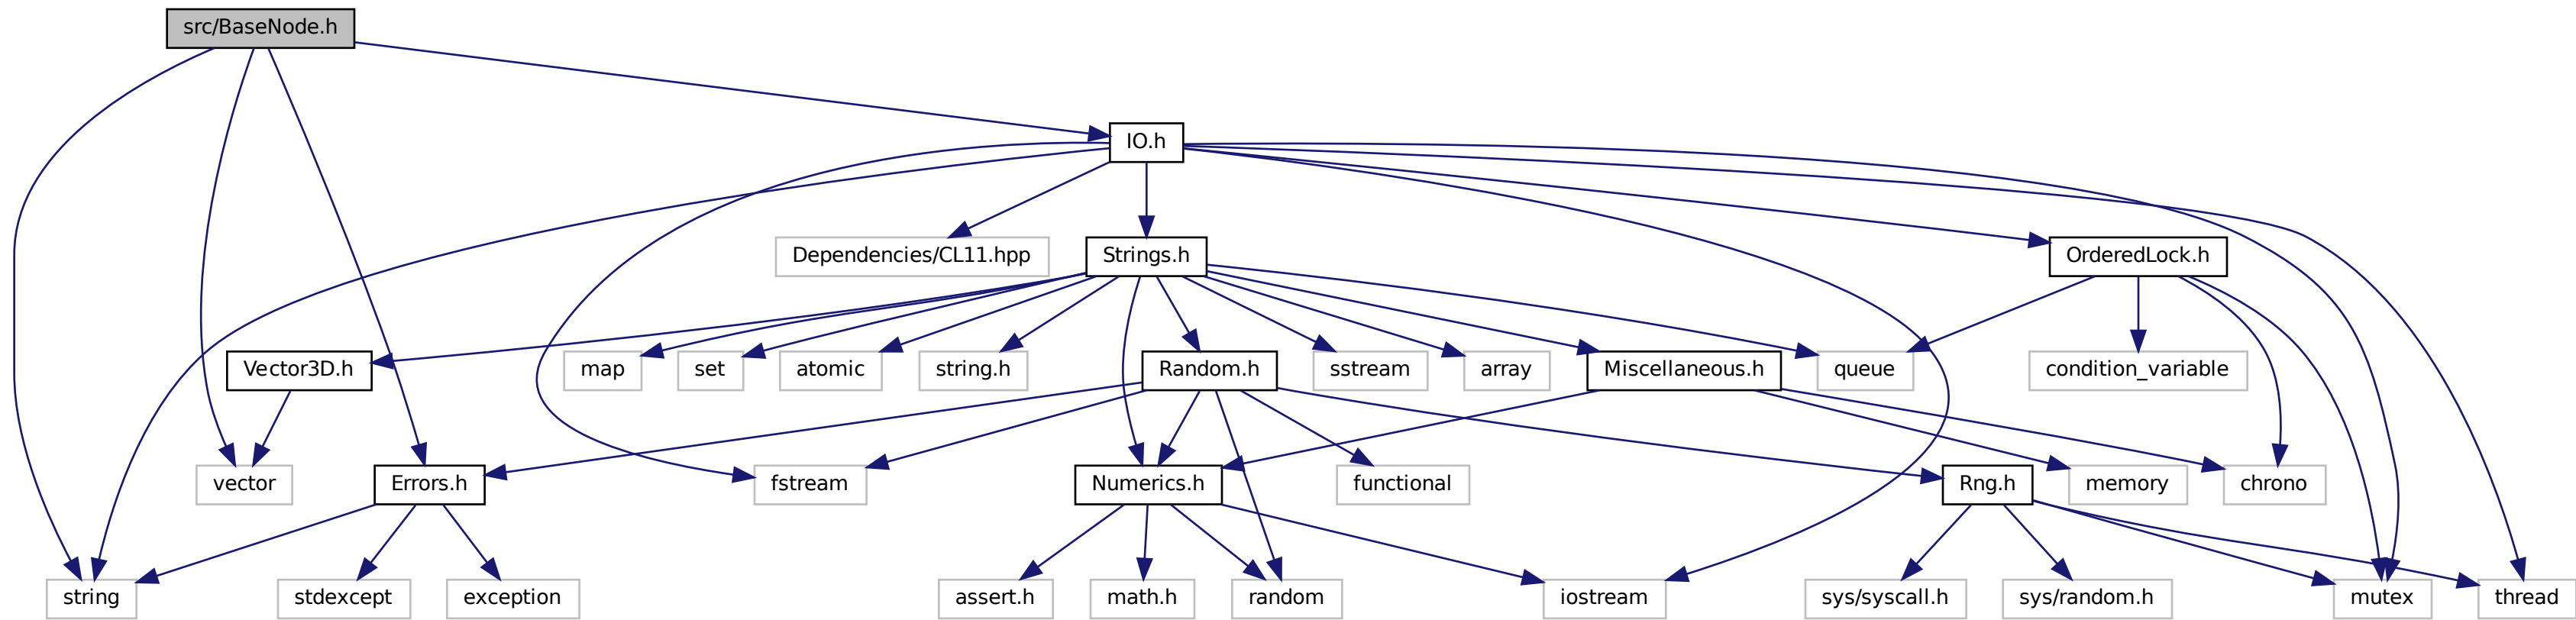 src/BaseNode.h
IO.h
Dependencies/CL11.hpp
Strings.h
OrderedLock.h
Vector3D.h
map
set
atomic
string.h
Random.h
sstream
array
Miscellaneous.h
queue
condition_variable
vector
Errors.h
fstream
Numerics.h
functional
Rng.h
memory
chrono
string
stdexcept
exception
assert.h
math.h
random
iostream
sys/syscall.h
sys/random.h
mutex
thread